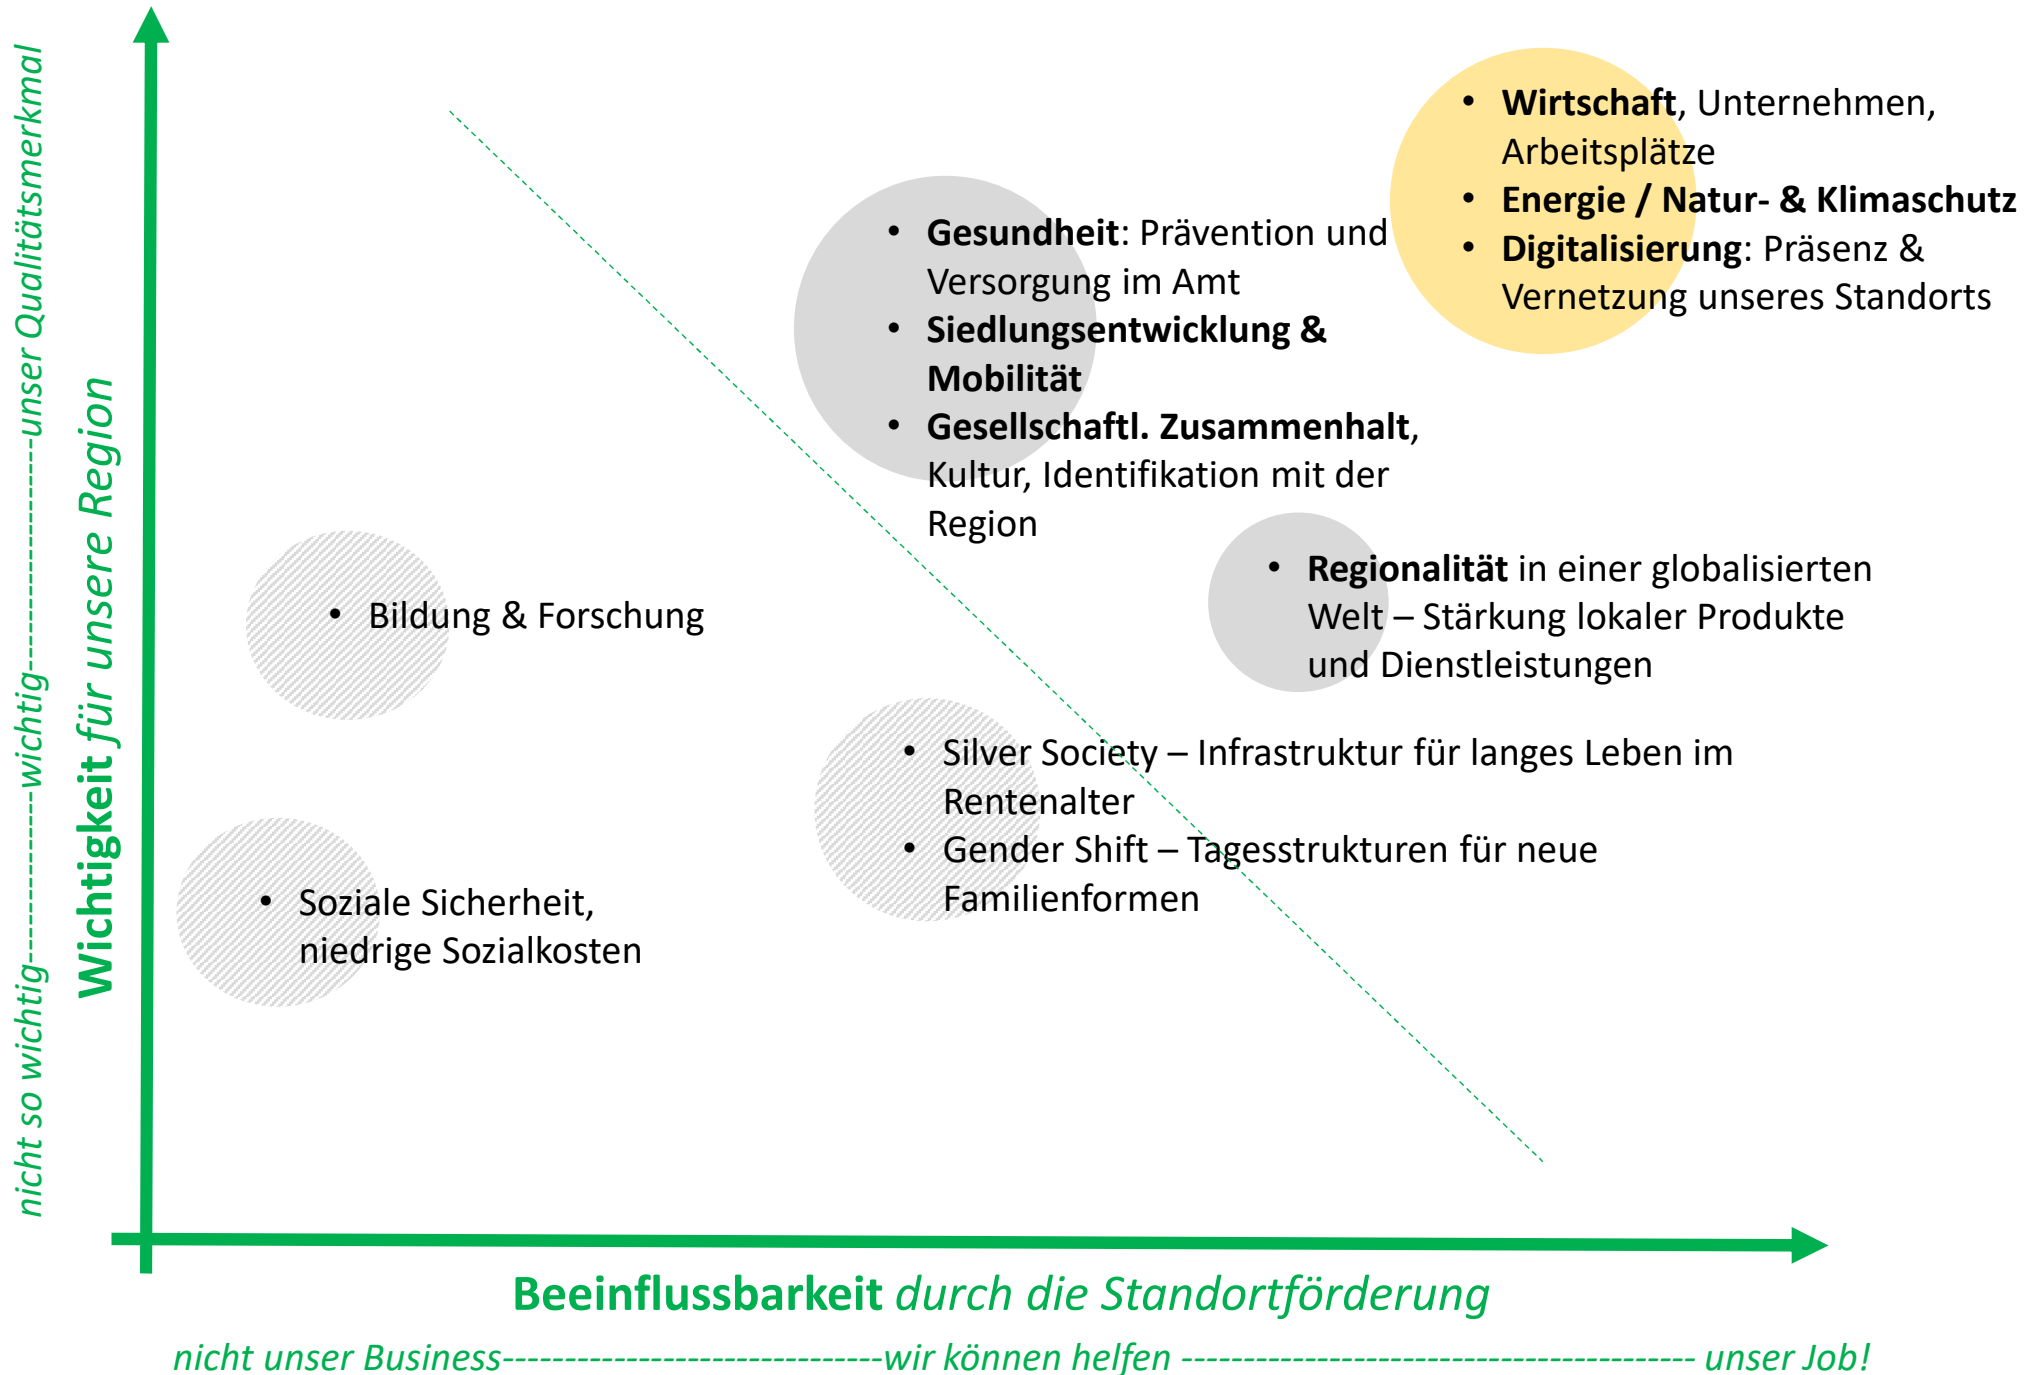 nicht so wichtig---------------wichtig--------------------unser Qualitätsmerkmal
Wichtigkeit für unsere Region
• Wirtschaft, Unternehmen,
Arbeitsplätze
• Energie / Natur- & Klimaschutz
• Digitalisierung: Präsenz &
Vernetzung unseres Standorts
• Gesundheit: Prävention und
Versorgung im Amt
• Siedlungsentwicklung &
Mobilität
• Gesellschaftl. Zusammenhalt,
Kultur, Identifikation mit der
Region
• Regionalität in einer globalisierten
Welt – Stärkung lokaler Produkte
und Dienstleistungen
• Bildung & Forschung
• Silver Society – Infrastruktur für langes Leben im
Rentenalter
• Gender Shift – Tagesstrukturen für neue
Familienformen
• Soziale Sicherheit,
niedrige Sozialkosten
Beeinflussbarkeit durch die Standortförderung
nicht unser Business-------------------------------wir können helfen ------------------------------------------ unser Job!